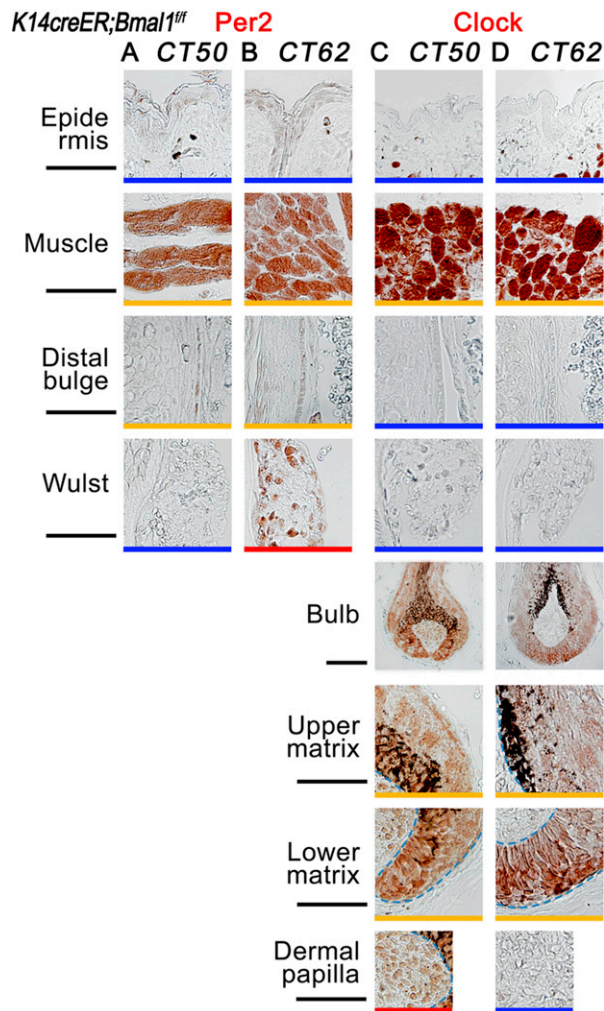 K14creER;Bmal1f/f Per2 Clock
A CT50 B CT62 C CT50 D CT62
Epide
rmis
Muscle
Distal
bulge
Wulst
Bulb
Upper
matrix
Lower
matrix
Dermal
papilla